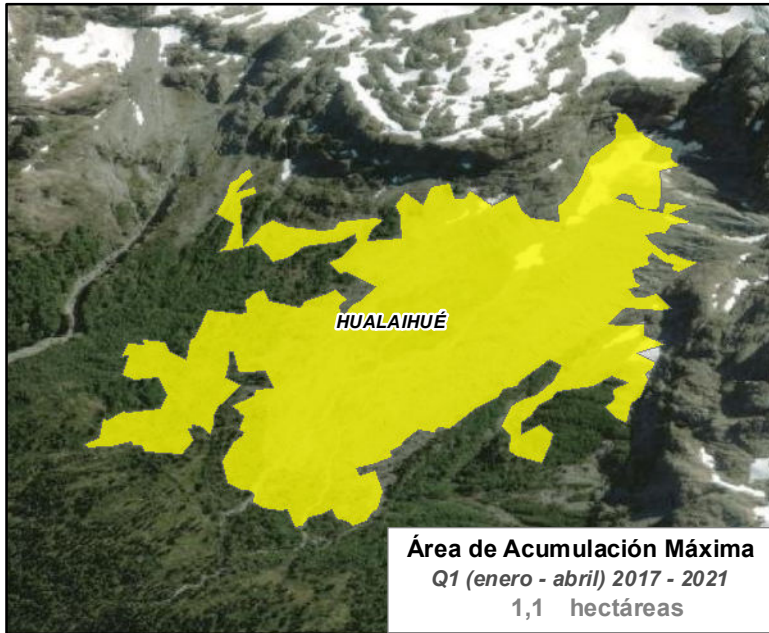 HUALAIHUÉ
Área de Acumulación Máxima
Q1 (enero - abril) 2017 - 2021
1,1 hectáreas